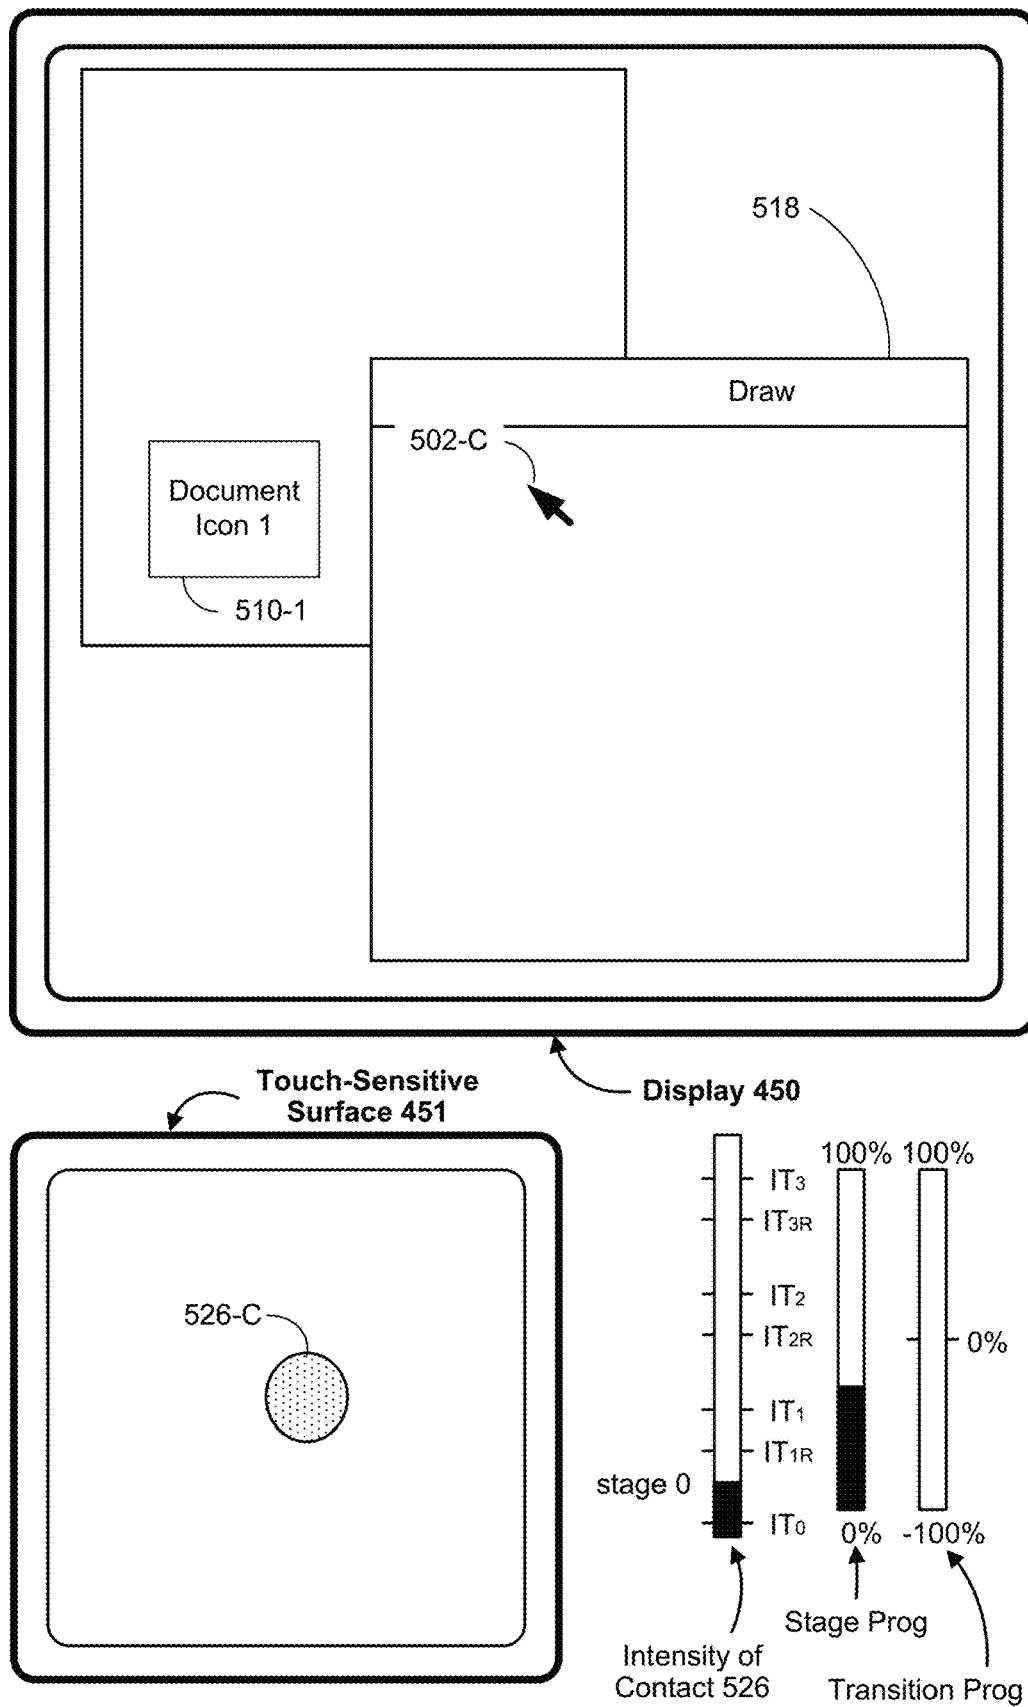 518
Draw
502-C
Document
Icon 1
510-1
Touch-Sensitive
Surface 451
Display 450
526-C
100% 100%
IT3
IT3R
IT2
IT2R
0%
IT1
IT1R
stage 0
IT0
0% -100%
Stage Prog
Intensity of
Contact 526
Transition Prog